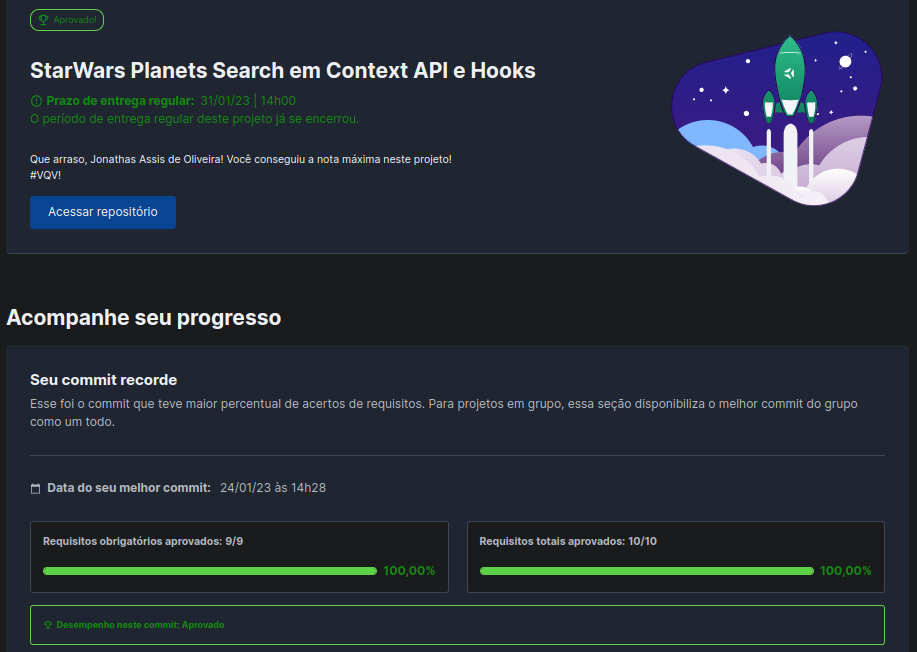 Aprovado!
StarWars Planets Search em Context API e Hooks
Prazo de entrega regular: 31/01/23 | 14h00
O período de entrega regular deste projeto já se encerrou.
Que arraso, Jonathas Assis de Oliveira! Você conseguiu a nota máxima neste projeto!
#VQV!
Acessar repositório
Acompanhe seu progresso
Seu commit recorde
Esse foi o commit que teve maior percentual de acertos de requisitos. Para projetos em grupo, essa seção disponibiliza o melhor commit do grupo
como um todo.
Data do seu melhor commit: 24/01/23 às 14h28
Requisitos obrigatórios aprovados: 9/9
100,00%
Requisitos totais aprovados: 10/10
100,00%
Desempenho neste commit: Aprovado